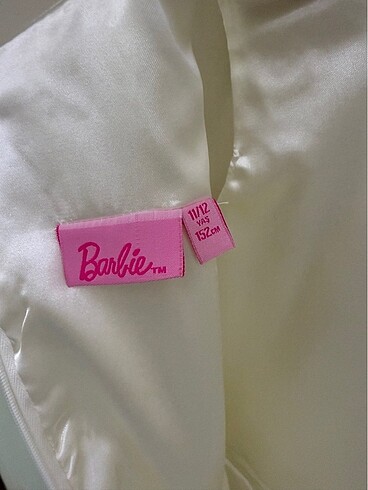 Barbie™
11/12
YAŞ
152CM